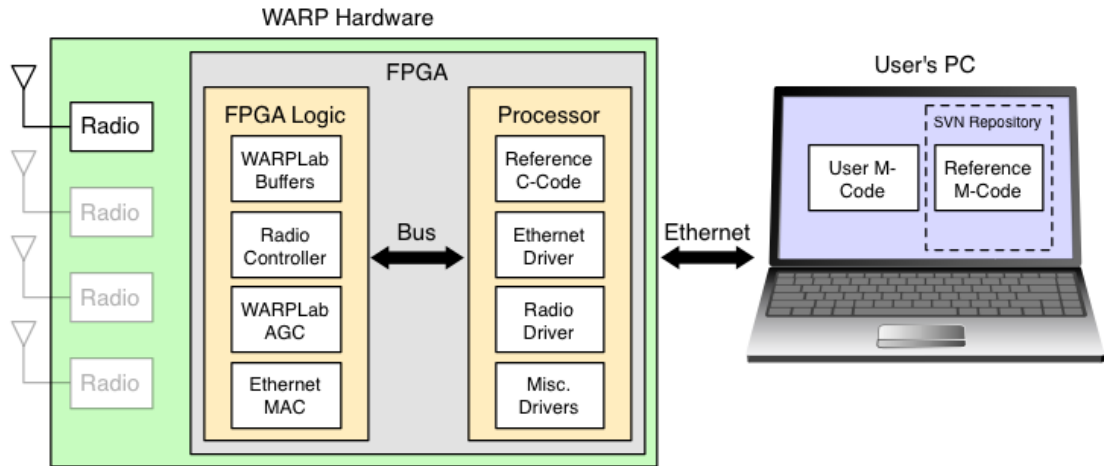 WARP Hardware
FPGA
User's PC
Radio
Radio
Radio
Radio
FPGA Logic
WARPLab
Buffers
Radio
Controller
WARPLab
AGC
Ethernet
MAC
Bus
Processor
Reference
C-Code
Ethernet
Driver
Radio
Driver
Misc.
Drivers
Ethernet
SVN Repository
User M-
Code
Reference
M-Code